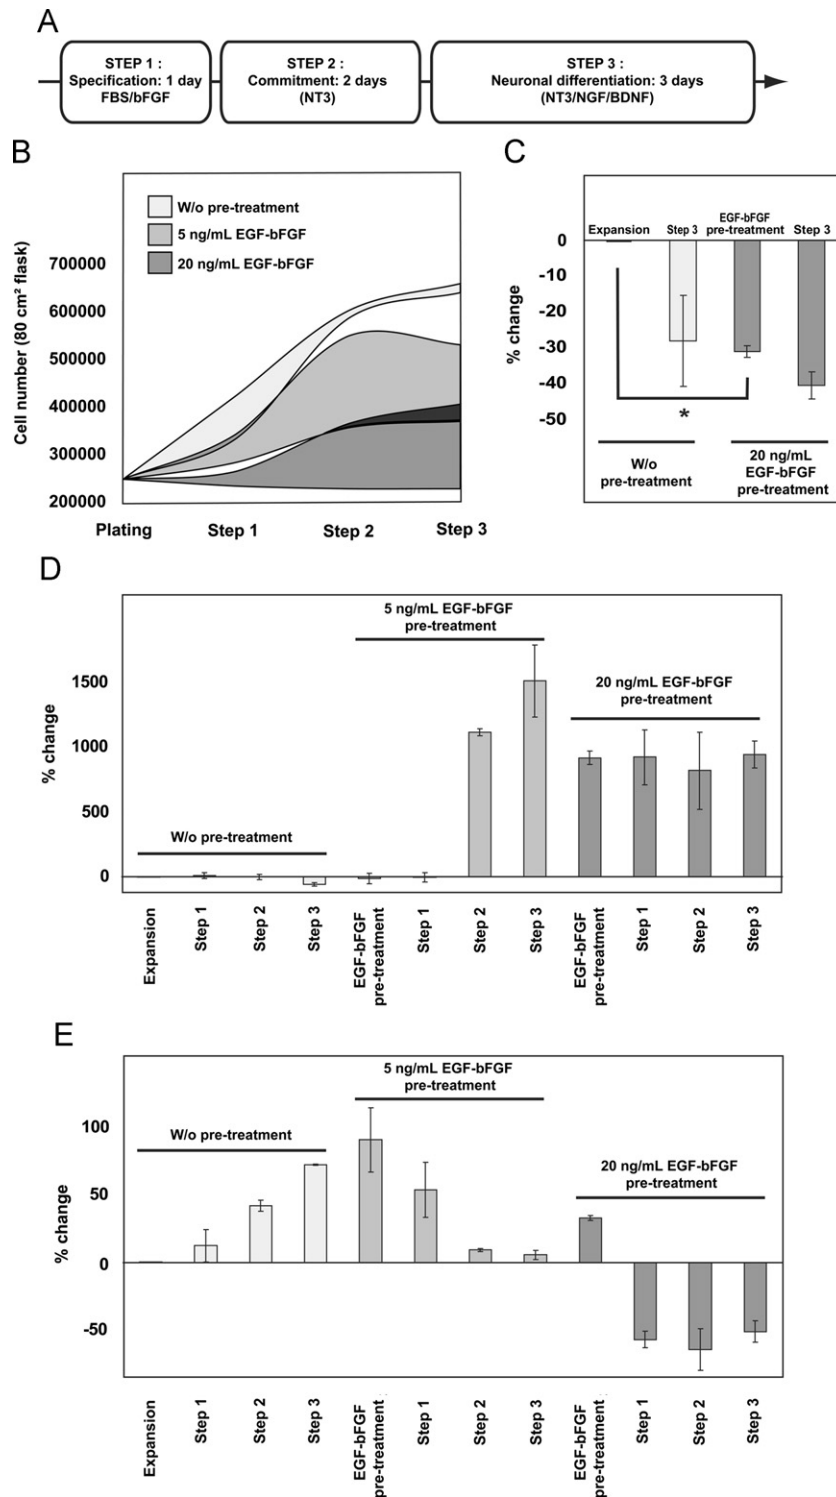 A
STEP 1 :
Specification: 1 day
FBS/bFGF
STEP 2 :
Commitment: 2 days
(NT3)
STEP 3 :
Neuronal differentiation: 3 days
(NT3/NGF/BDNF)
B
W/o pre-treatment
5 ng/mL EGF-bFGF
20 ng/mL EGF-bFGF
Cell number (80 cm² flask)
700000
600000
500000
400000
300000
200000
Plating
Step 1
Step 2
Step 3
C
Expansion
Step 3
EGF-bFGF
pre-treatment
Step 3
% change
0
-10
-20
-30
-40
-50
*
W/o
pre-treatment
20 ng/mL
EGF-bFGF
pre-treatment
D
5 ng/mL EGF-bFGF
pre-treatment
20 ng/mL EGF-bFGF
pre-treatment
W/o pre-treatment
% change
1500
1000
500
0
Expansion
Step 1
Step 2
Step 3
EGF-bFGF
pre-treatment
Step 1
Step 2
Step 3
EGF-bFGF
pre-treatment
Step 1
Step 2
Step 3
E
5 ng/mL EGF-bFGF
pre-treatment
W/o pre-treatment
20 ng/mL EGF-bFGF
pre-treatment
% change
100
50
0
-50
Expansion
Step 1
Step 2
Step 3
EGF-bFGF
pre-treatment
Step 1
Step 2
Step 3
EGF-bFGF
pre-treatment
Step 1
Step 2
Step 3